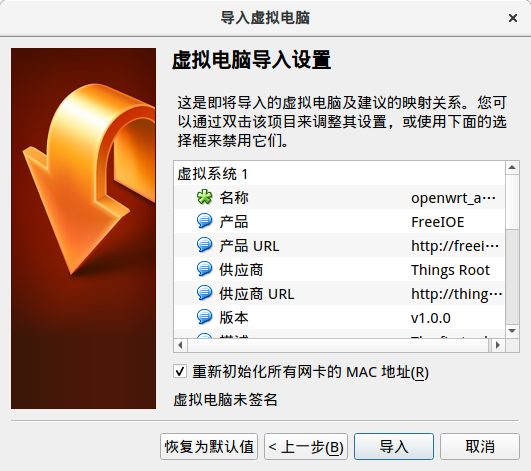 导入虚拟电脑
虚拟电脑导入设置
这是即将导入的虚拟电脑及建议的映射关系。您可
以通过双击该项目来调整其设置，或使用下面的选
择框来禁用它们。
虚拟系统 1
名称 openwrt_a···
产品 FreeIOE
产品 URL http://freei···
供应商 Things Root
供应商 URL http://thing···
版本 v1.0.0
重新初始化所有网卡的 MAC 地址(R)
虚拟电脑未签名
恢复为默认值 < 上一步(B) 导入 取消